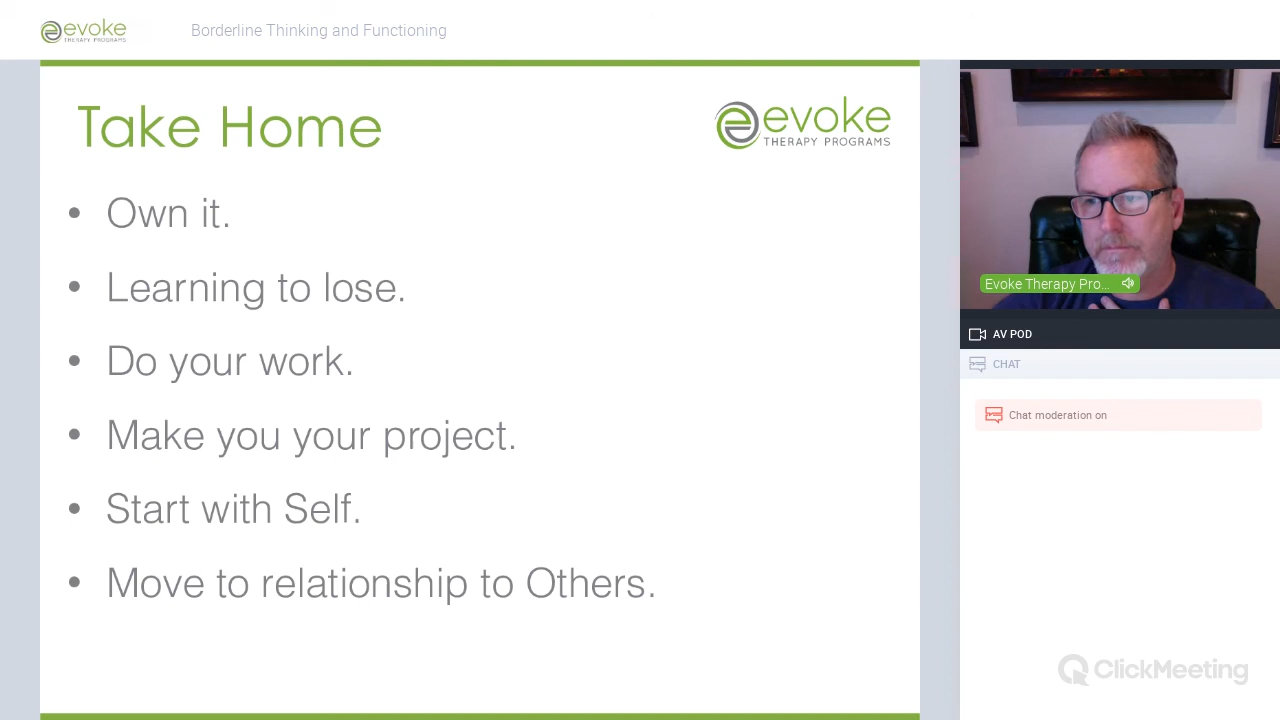 evoke
THERAPY PROGRAMS
Borderline Thinking and Functioning
Take Home
evoke
THERAPY PROGRAMS
• Own it.
• Learning to lose.
• Do your work.
• Make you your project.
• Start with Self.
• Move to relationship to Others.
Evoke Therapy Pro...
AV POD
CHAT
Chat moderation on
ClickMeeting